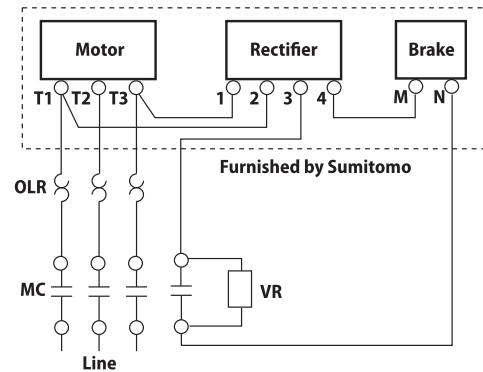 Motor Rectifier Brake
T1 T2 T3 1 2 3 4 M N
Furnished by Sumitomo
OLR
MC VR
Line